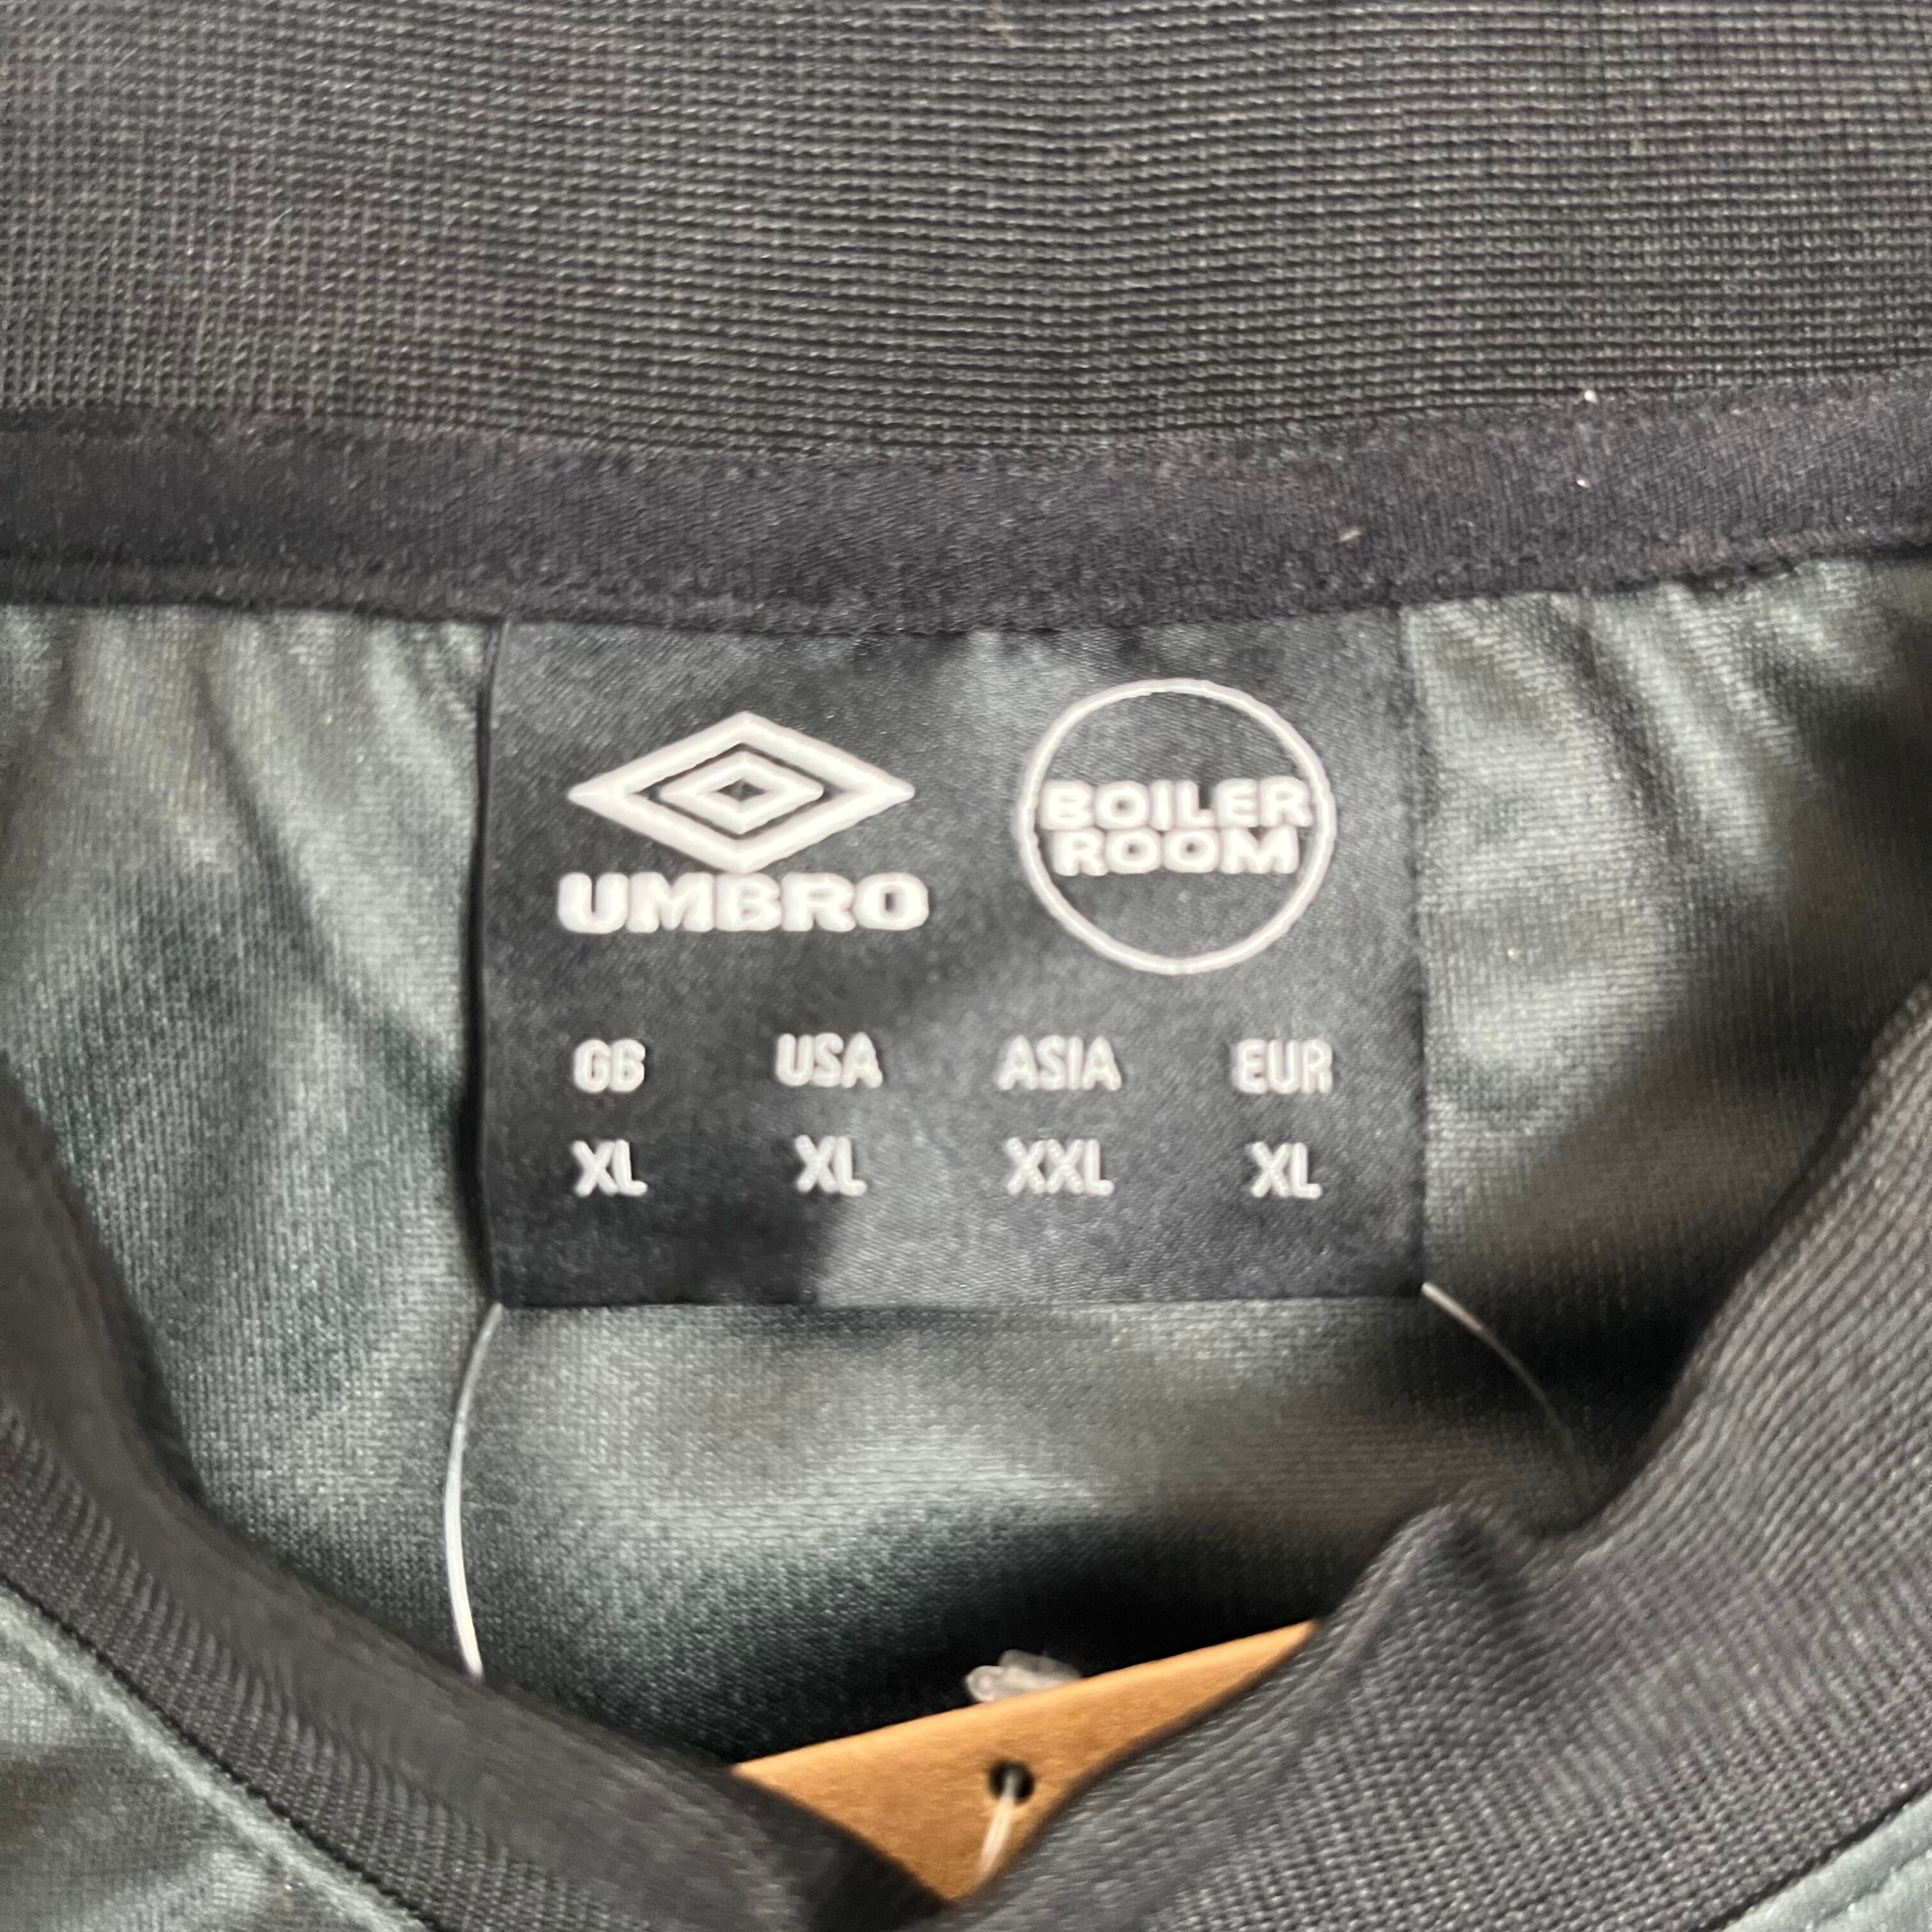 UMBRO
BOILER
ROOM
GB USA ASIA EUR
XL XL XXL XL